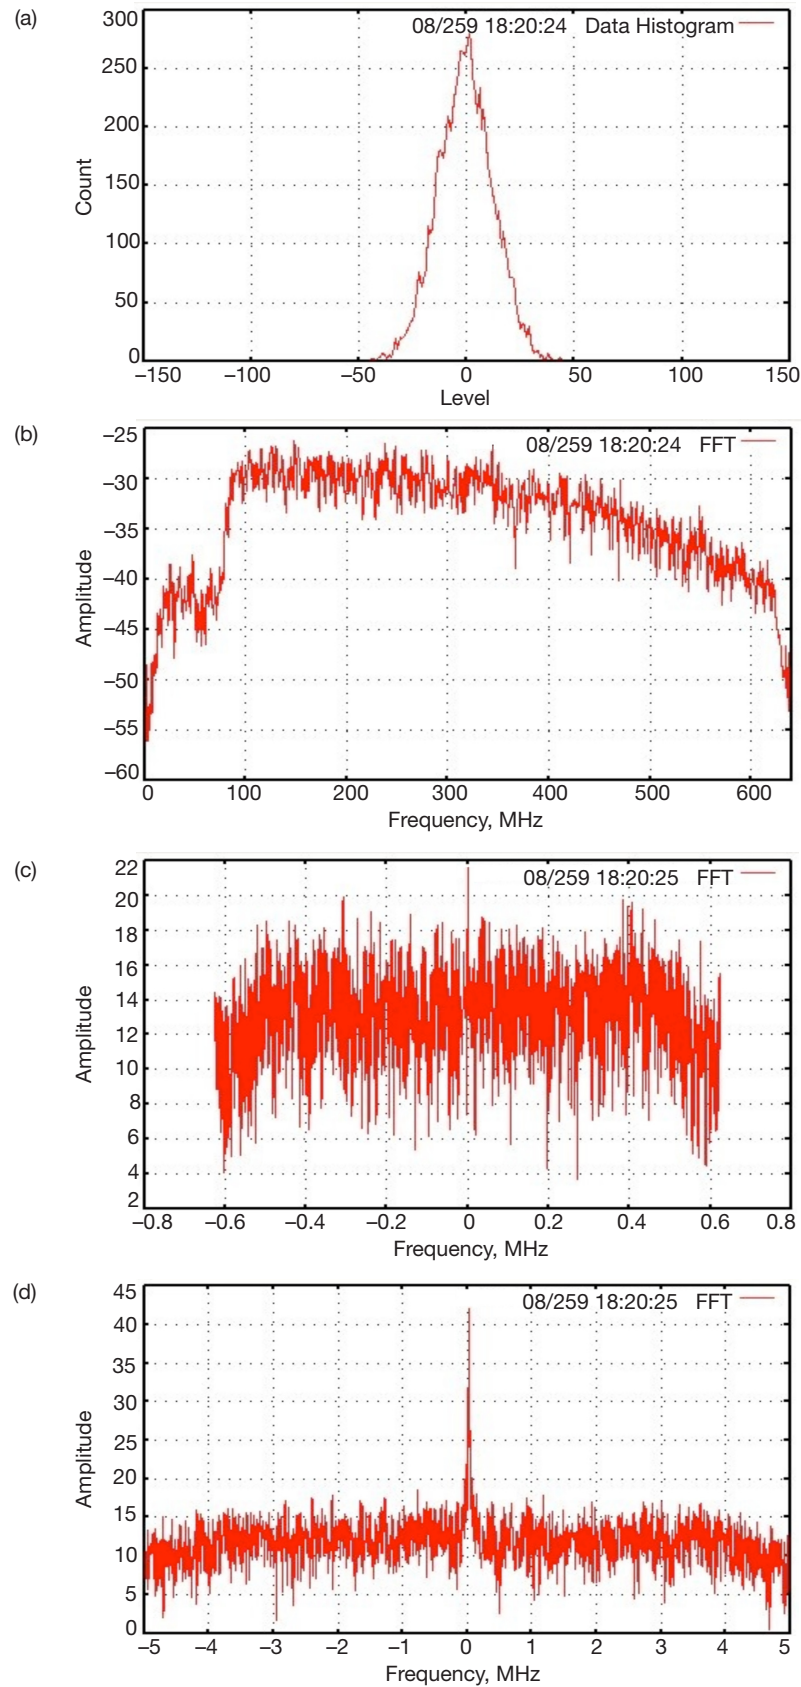 (a)
08/259 18:20:24 Data Histogram
300
250
200
150
100
50
0
Count
–150 –100 –50 0 50 100 150
Level
(b)
08/259 18:20:24 FFT
–25
–30
–35
–40
–45
–50
–55
–60
Amplitude
0 100 200 300 400 500 600
Frequency, MHz
(c)
08/259 18:20:25 FFT
22
20
18
16
14
12
10
8
6
4
2
Amplitude
–0.8 –0.6 –0.4 –0.2 0 0.2 0.4 0.6 0.8
Frequency, MHz
(d)
08/259 18:20:25 FFT
45
40
35
30
25
20
15
10
5
0
Amplitude
–5 –4 –3 –2 –1 0 1 2 3 4 5
Frequency, MHz